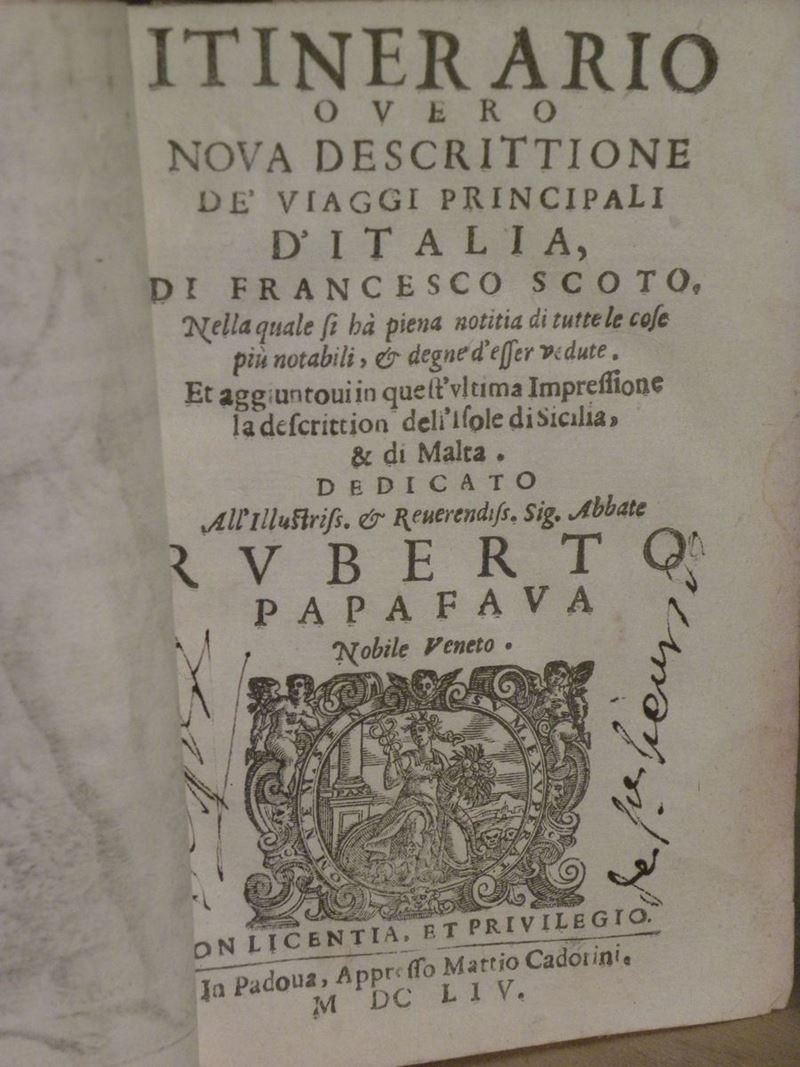 ITINERARIO
OVERO
NOVA DESCRITTIONE
DE' VIAGGI PRINCIPALI
D'ITALIA,
DI FRANCESCO SCOTO,
Nella quale ſi hà piena notitia di tutte le coſe
più notabili, & degne d'eſſer vedute.
Et aggiuntoui in queſt'vltima Impreſſione
la deſcrittion dell'Iſole di Sicilia,
& di Malta.
DEDICATO
All'Illuſtriſs. & Reuerendiſs. Sig. Abbate
RVBERTO
PAPAFAVA
Nobile Veneto.
ON LICENTIA, ET PRIVILEGIO.
In Padoua, Appreſſo Mattio Cadorini.
M DC LIV.